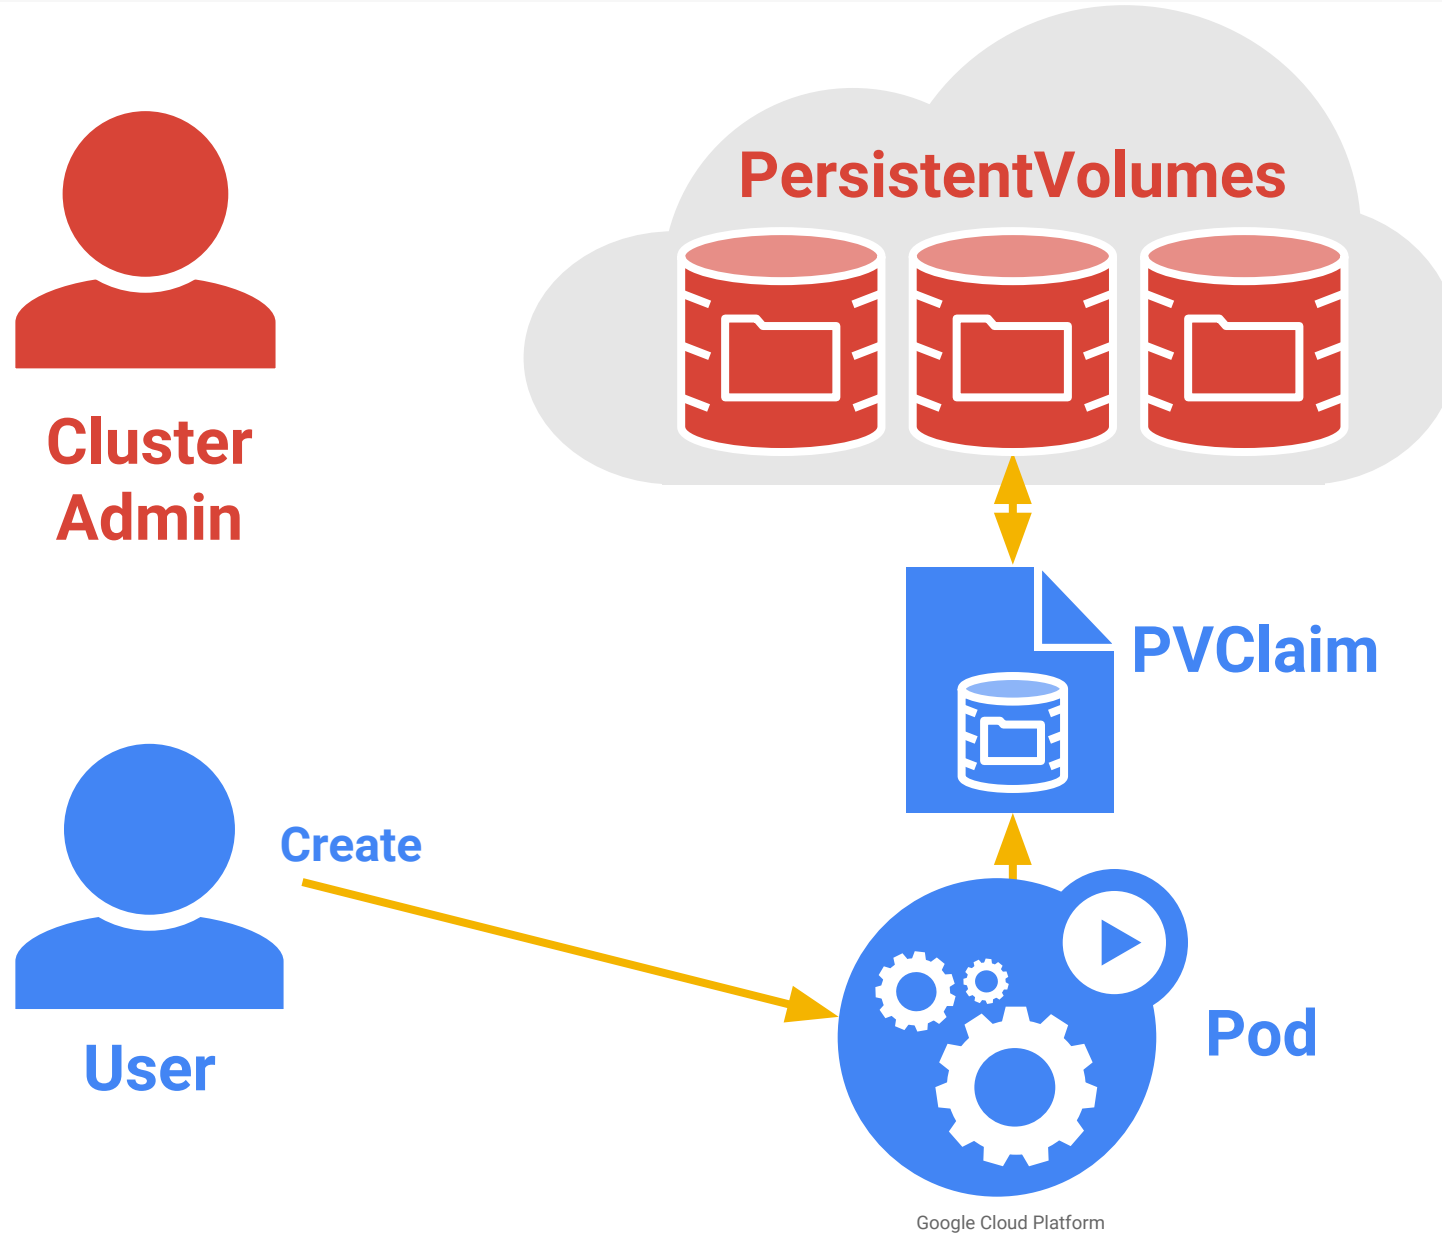 PersistentVolumes
Cluster
Admin
PVClaim
Create
Pod
User
Google Cloud Platform